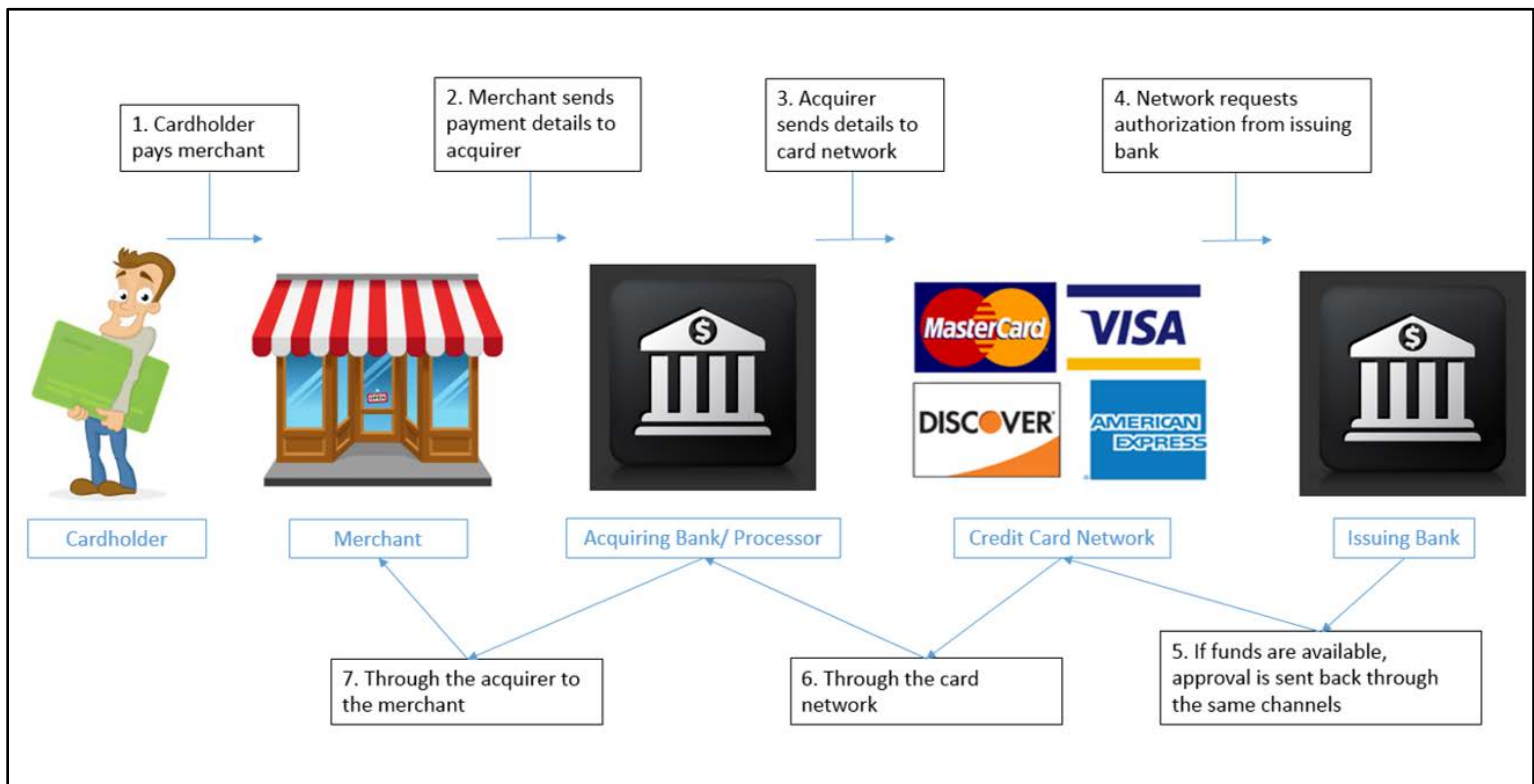 1. Cardholder
pays merchant
2. Merchant sends
payment details to
acquirer
3. Acquirer
sends details to
card network
4. Network requests
authorization from issuing
bank
OPEN
$
MasterCard
VISA
DISCOVER
AMERICAN
EXPRESS
$
Cardholder
Merchant
Acquiring Bank/ Processor
Credit Card Network
Issuing Bank
7. Through the acquirer to
the merchant
6. Through the card
network
5. If funds are available,
approval is sent back through
the same channels